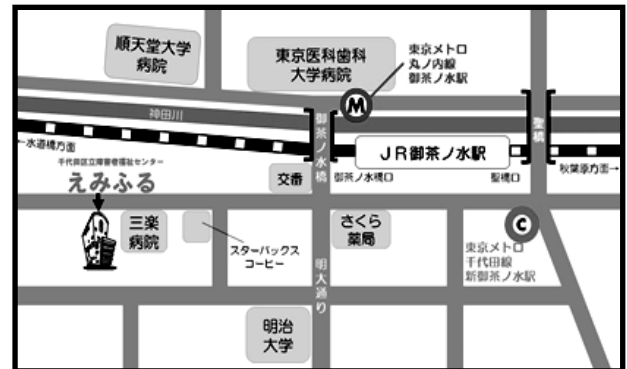 順天堂大学
病院
東京医科歯科
大学病院
東京メトロ
丸ノ内線
御茶ノ水駅
M
神田川
御茶ノ水橋
聖橋
←水道橋方面
JR御茶ノ水駅
秋葉原方面→
千代田区立障害者福祉センター
えみふる
交番
御茶ノ水橋口
聖橋口
三楽
病院
スターバックス
コーヒー
さくら
薬局
C
東京メトロ
千代田線
新御茶ノ水駅
明大通り
明治
大学